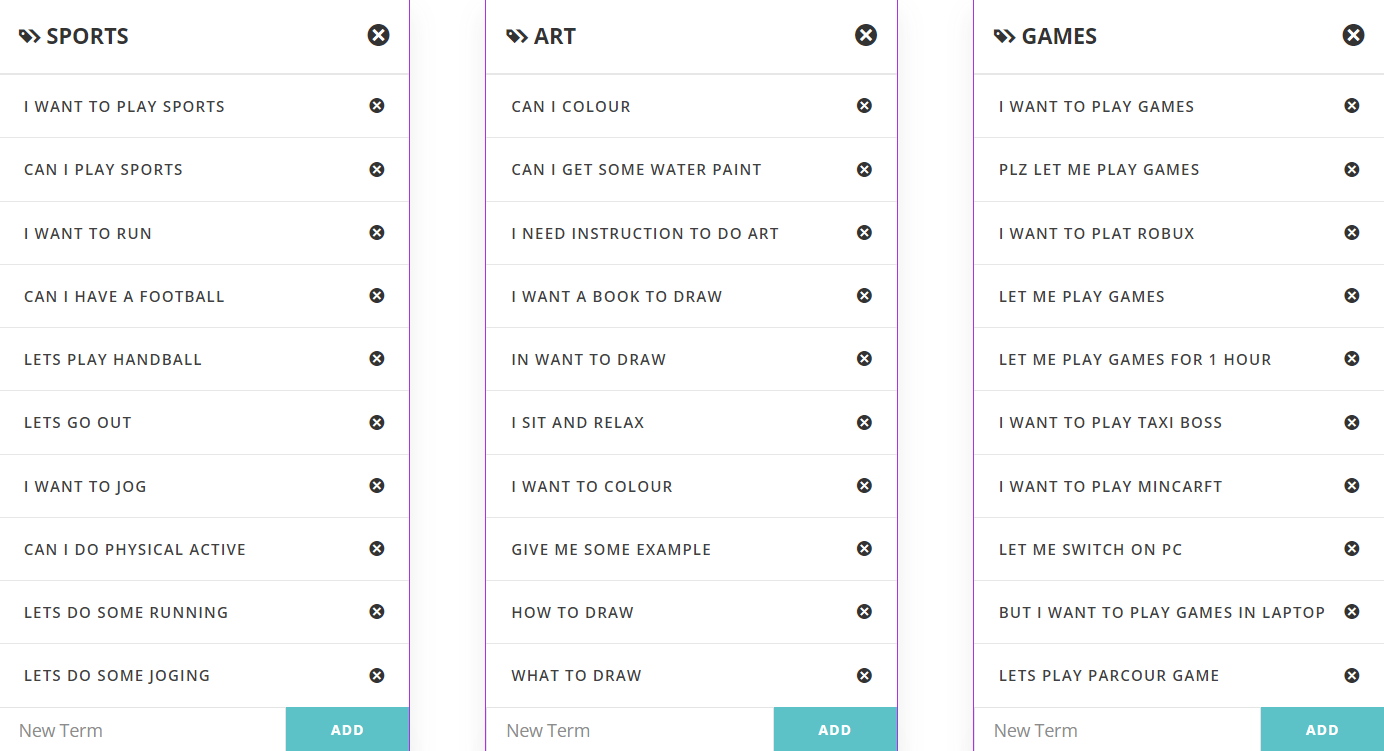 SPORTS
I WANT TO PLAY SPORTS
CAN I PLAY SPORTS
I WANT TO RUN
CAN I HAVE A FOOTBALL
LETS PLAY HANDBALL
LETS GO OUT
I WANT TO JOG
CAN I DO PHYSICAL ACTIVE
LETS DO SOME RUNNING
LETS DO SOME JOGING
New Term
ADD
ART
CAN I COLOUR
CAN I GET SOME WATER PAINT
I NEED INSTRUCTION TO DO ART
I WANT A BOOK TO DRAW
IN WANT TO DRAW
I SIT AND RELAX
I WANT TO COLOUR
GIVE ME SOME EXAMPLE
HOW TO DRAW
WHAT TO DRAW
New Term
ADD
GAMES
I WANT TO PLAY GAMES
PLZ LET ME PLAY GAMES
I WANT TO PLAT ROBUX
LET ME PLAY GAMES
LET ME PLAY GAMES FOR 1 HOUR
I WANT TO PLAY TAXI BOSS
I WANT TO PLAY MINCARFT
LET ME SWITCH ON PC
BUT I WANT TO PLAY GAMES IN LAPTOP
LETS PLAY PARCOUR GAME
New Term
ADD